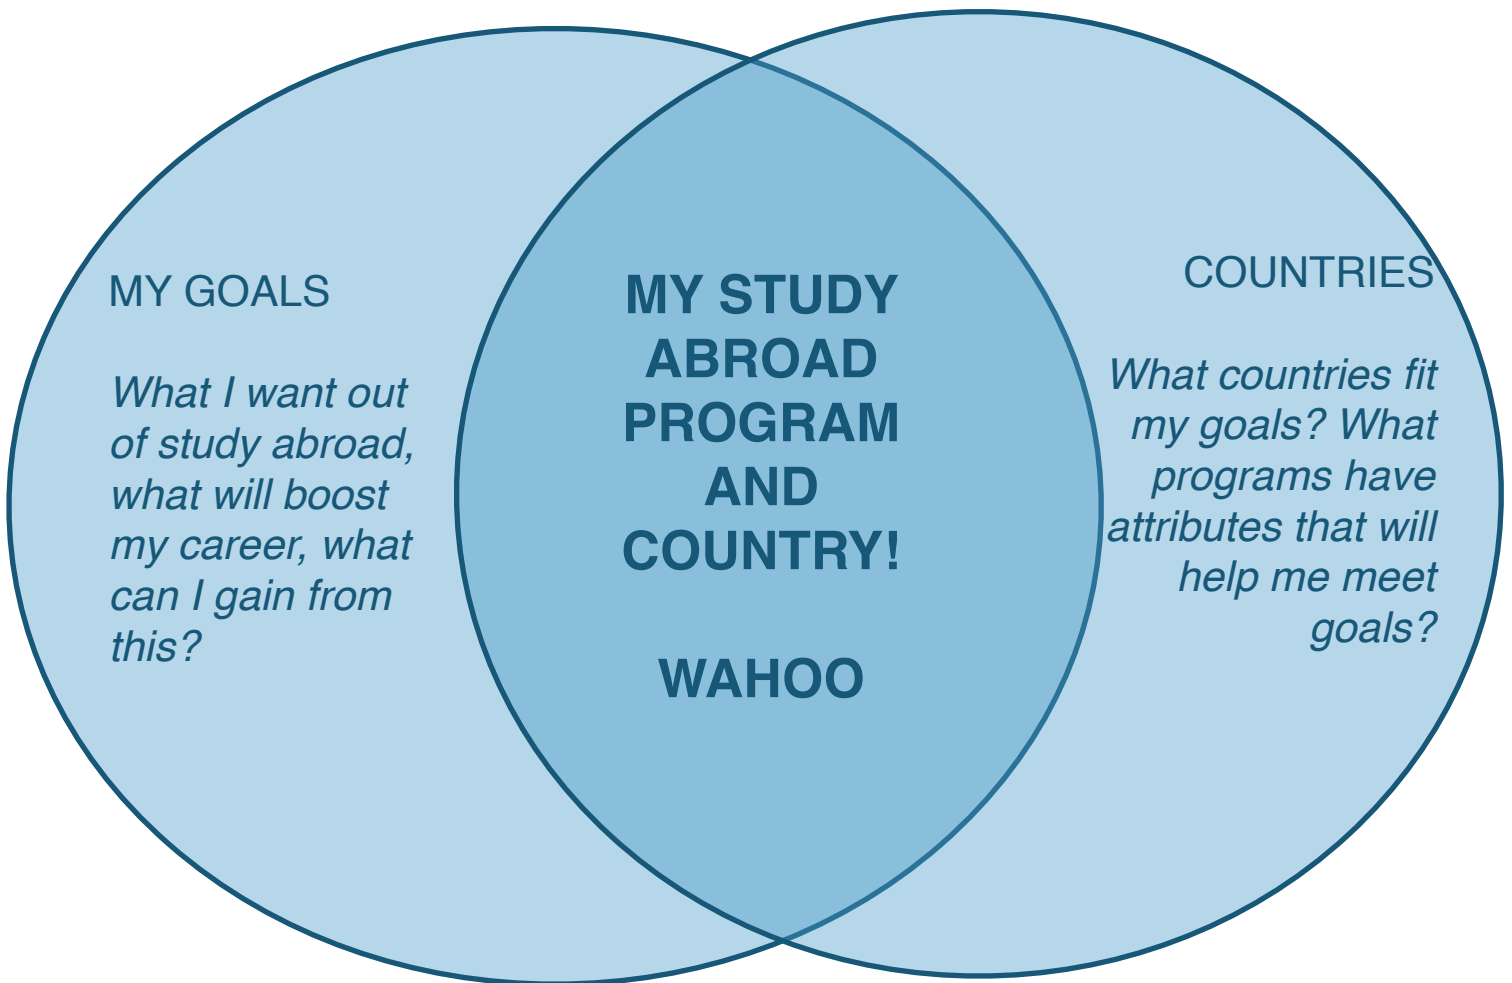 MY GOALS
What I want out
of study abroad,
what will boost
my career, what
can I gain from
this?
MY STUDY
ABROAD
PROGRAM
AND
COUNTRY!
WAHOO
COUNTRIES
What countries fit
my goals? What
programs have
attributes that will
help me meet
goals?